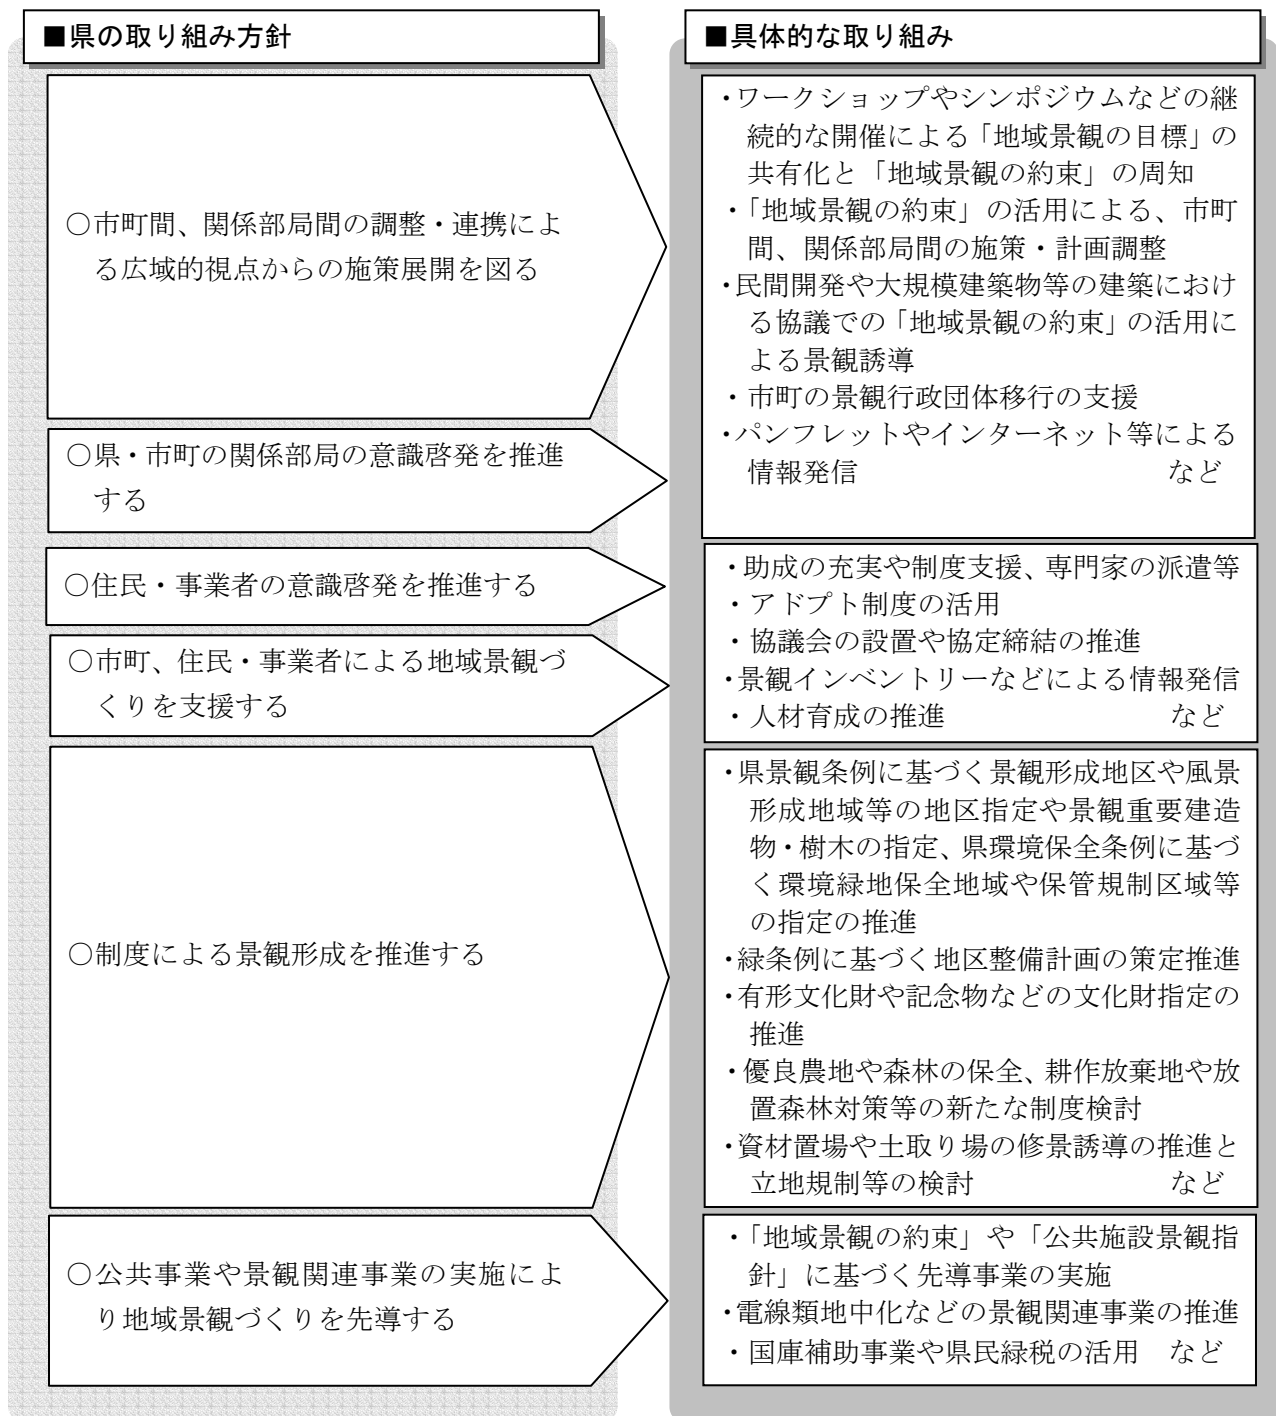 ■県の取り組み方針
○市町間、関係部局間の調整・連携によ
る広域的視点からの施策展開を図る
○県・市町の関係部局の意識啓発を推進
する
○住民・事業者の意識啓発を推進する
○市町、住民・事業者による地域景観づ
くりを支援する
○制度による景観形成を推進する
○公共事業や景観関連事業の実施によ
り地域景観づくりを先導する
■具体的な取り組み
・ワークショップやシンポジウムなどの継
続的な開催による「地域景観の目標」の
共有化と「地域景観の約束」の周知
・「地域景観の約束」の活用による、市町
間、関係部局間の施策・計画調整
・民間開発や大規模建築物等の建築におけ
る協議での「地域景観の約束」の活用に
よる景観誘導
・市町の景観行政団体移行の支援
・パンフレットやインターネット等による
情報発信 など
・助成の充実や制度支援、専門家の派遣等
・アドプト制度の活用
・協議会の設置や協定締結の推進
・景観インベントリーなどによる情報発信
・人材育成の推進 など
・県景観条例に基づく景観形成地区や風景
形成地域等の地区指定や景観重要建造
物・樹木の指定、県環境保全条例に基づ
く環境緑地保全地域や保管規制区域等
の指定の推進
・緑条例に基づく地区整備計画の策定推進
・有形文化財や記念物などの文化財指定の
推進
・優良農地や森林の保全、耕作放棄地や放
置森林対策等の新たな制度検討
・資材置場や土取り場の修景誘導の推進と
立地規制等の検討 など
・「地域景観の約束」や「公共施設景観指
針」に基づく先導事業の実施
・電線類地中化などの景観関連事業の推進
・国庫補助事業や県民緑税の活用 など